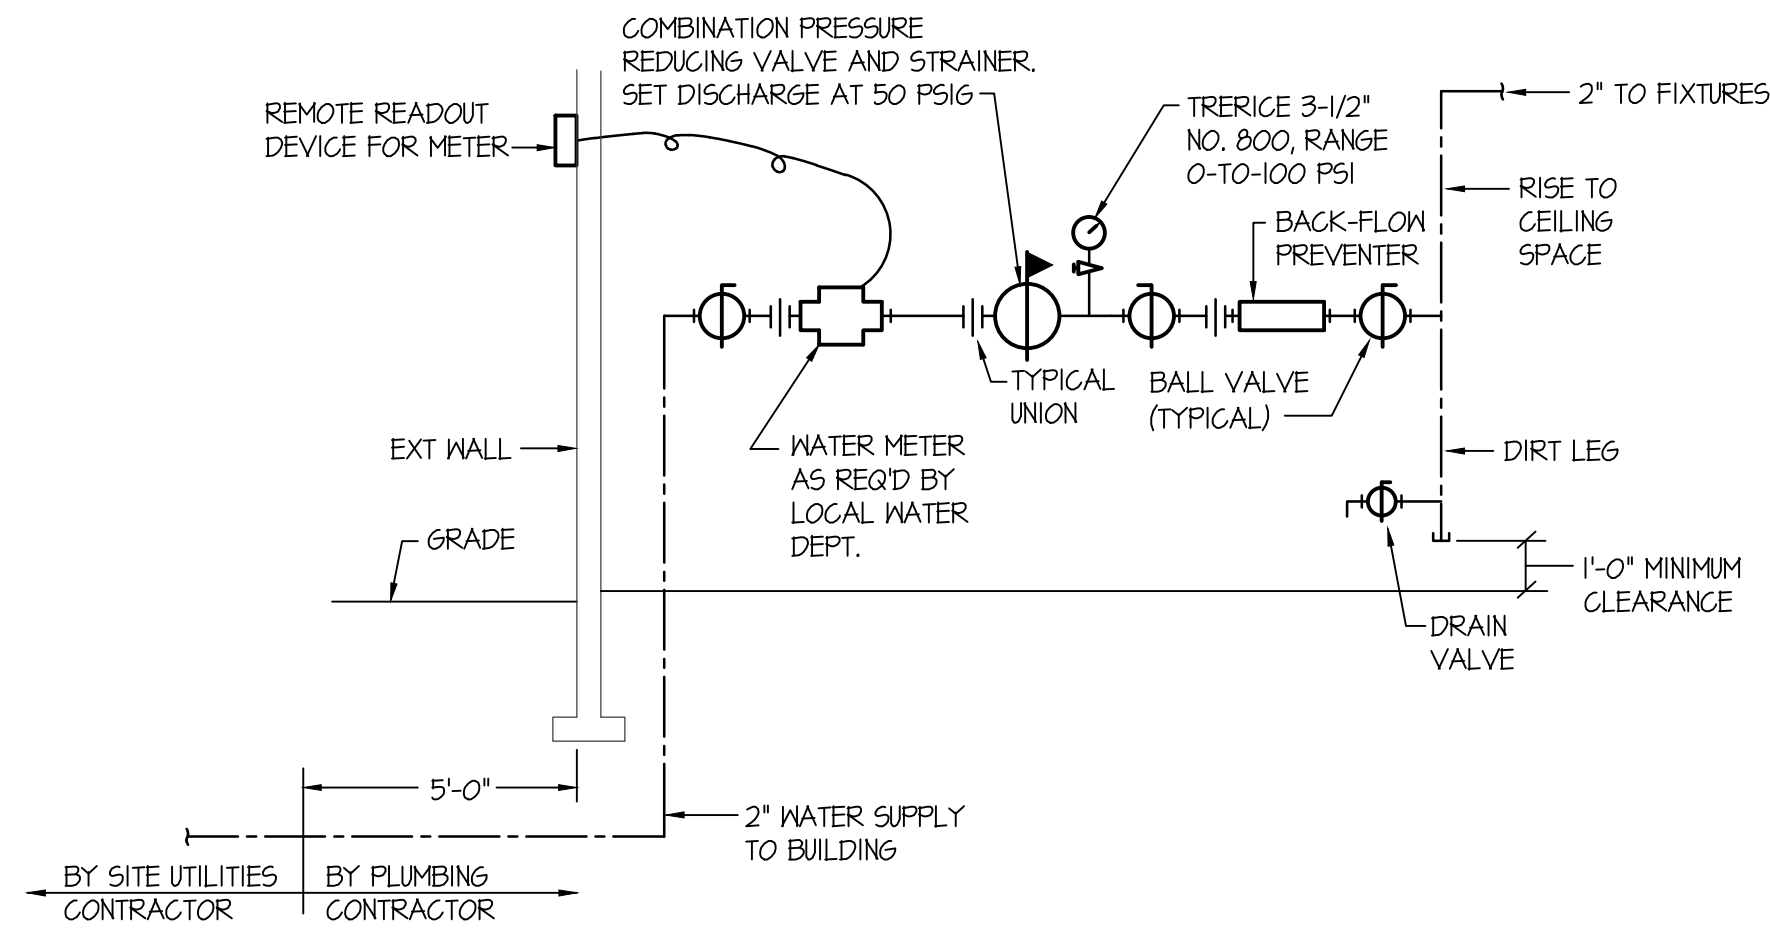 COMBINATION PRESSURE
REDUCING VALVE AND STRAINER.
SET DISCHARGE AT 50 PSIG
REMOTE READOUT
DEVICE FOR METER
TRERICE 3-1/2"
NO. 800, RANGE
0-TO-100 PSI
2" TO FIXTURES
RISE TO
CEILING
SPACE
BACK-FLOW
PREVENTER
TYPICAL
UNION
BALL VALVE
(TYPICAL)
EXT WALL
WATER METER
AS REQ'D BY
LOCAL WATER
DEPT.
DIRT LEG
GRADE
1'-0" MINIMUM
CLEARANCE
DRAIN
VALVE
5'-0"
2" WATER SUPPLY
TO BUILDING
BY SITE UTILITIES
CONTRACTOR
BY PLUMBING
CONTRACTOR